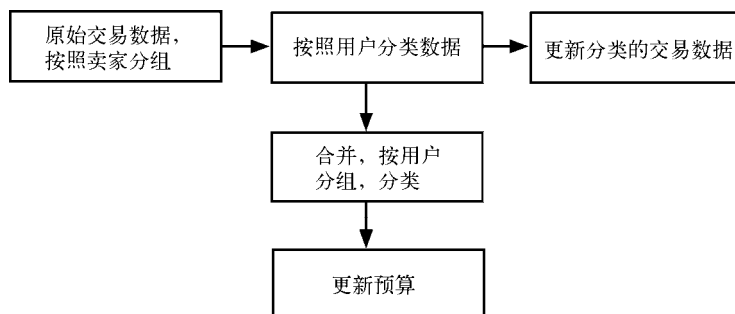 原始交易数据，
按照卖家分组
按照用户分类数据
更新分类的交易数据
合并，按用户
分组，分类
更新预算